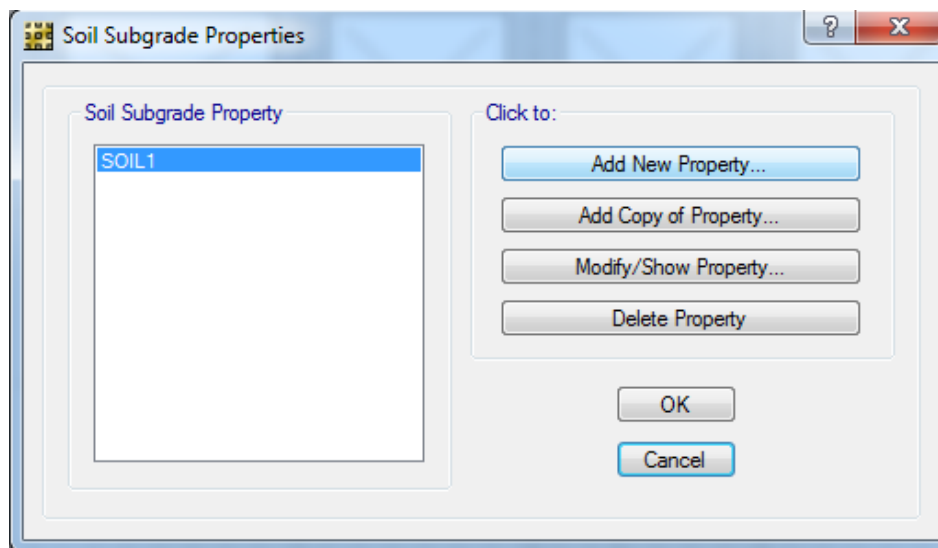 Soil Subgrade Properties
?
X
Soil Subgrade Property
SOIL1
Click to:
Add New Property...
Add Copy of Property...
Modify/Show Property...
Delete Property
OK
Cancel